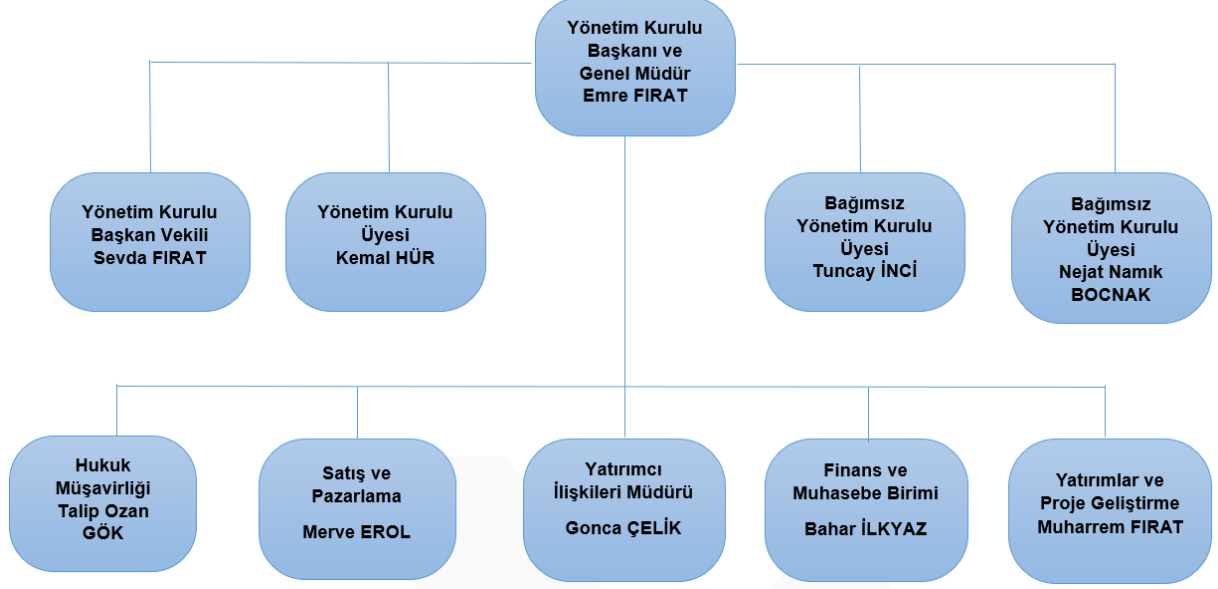 Yönetim Kurulu
Başkanı ve
Genel Müdür
Emre FIRAT
Yönetim Kurulu
Başkan Vekili
Sevda FIRAT
Yönetim Kurulu
Üyesi
Kemal HÜR
Bağımsız
Yönetim Kurulu
Üyesi
Tuncay İNCİ
Bağımsız
Yönetim Kurulu
Üyesi
Nejat Namık
BOCNAK
Hukuk
Müşavirliği
Talip Ozan
GÖK
Satış ve
Pazarlama
Merve EROL
Yatırımcı
İlişkileri Müdürü
Gonca ÇELİK
Finans ve
Muhasebe Birimi
Bahar İLKYAZ
Yatırımlar ve
Proje Geliştirme
Muharrem FIRAT